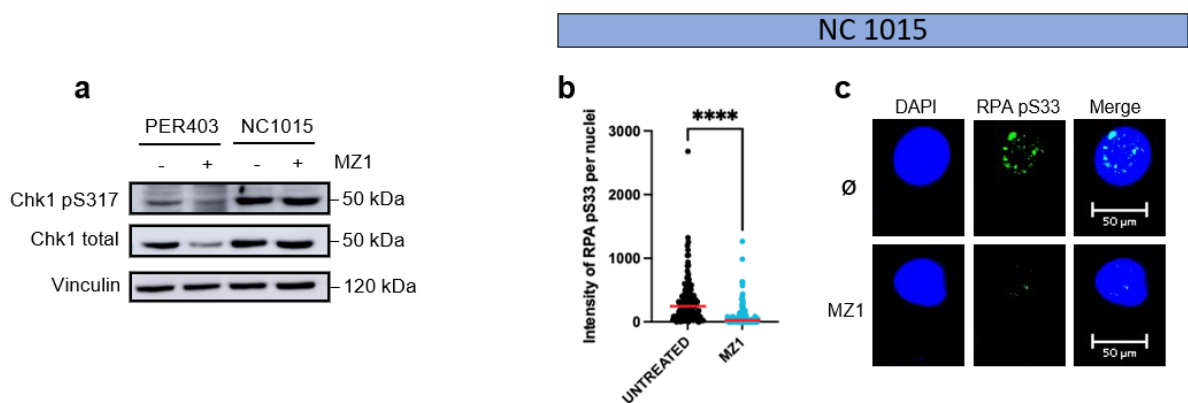 NC 1015
a
PER403 NC1015
- + - + MZ1
Chk1 pS317 50 kDa
Chk1 total 50 kDa
Vinculin 120 kDa
b
****
3000
2000
1000
0
Intensity of RPA pS33 per nuclei
UNTREATED
MZ1
c
DAPI RPA pS33 Merge
Ø
50 µm
MZ1
50 µm